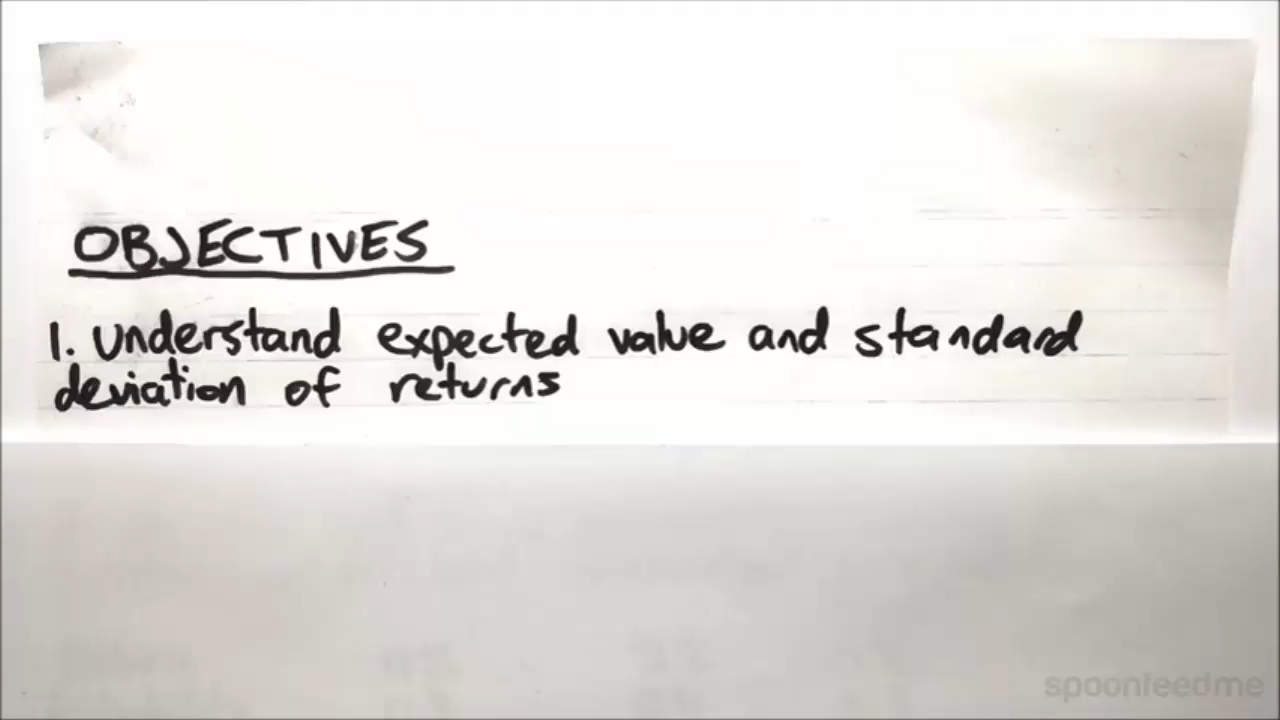 OBJECTIVES
1. Understand expected value and standard
deviation of returns
spoonfeedme